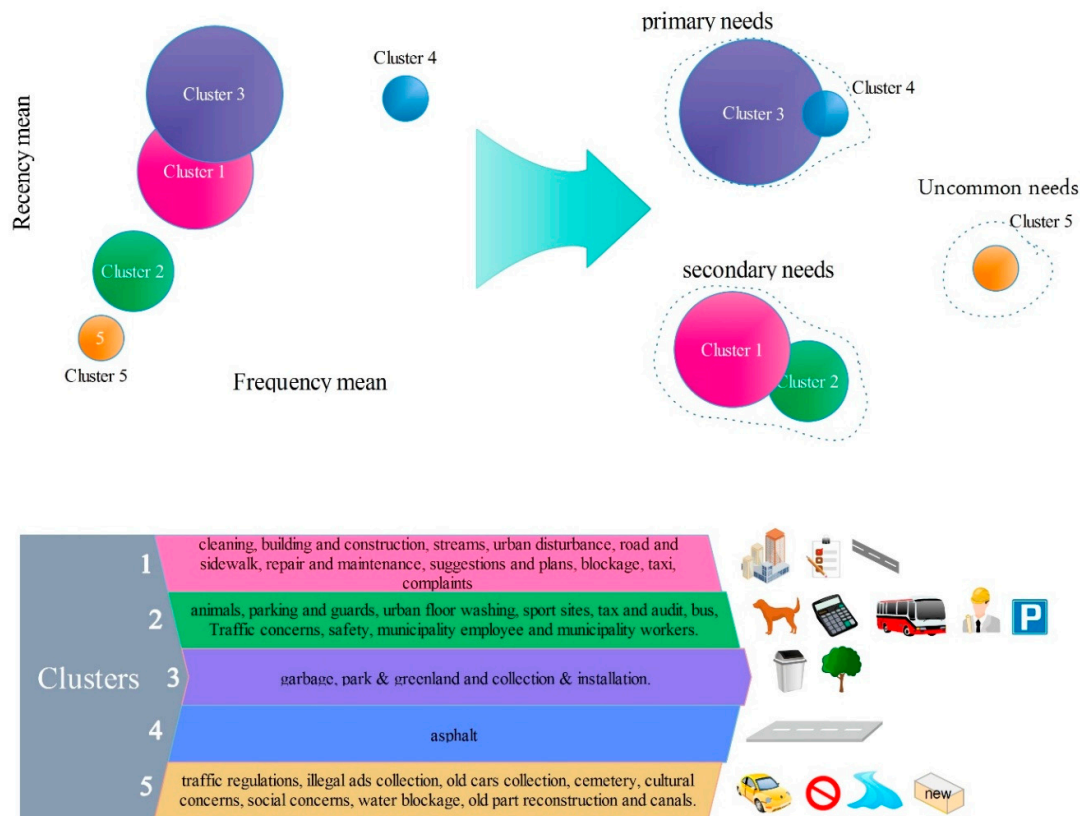 primary needs
Cluster 4
Cluster 3
Cluster 1
Recency mean
Cluster 2
5
Cluster 5
Frequency mean
Cluster 3
Cluster 4
Uncommon needs
Cluster 5
secondary needs
Cluster 1
Cluster 2
Clusters
1
cleaning, building and construction, streams, urban disturbance, road and
sidewalk, repair and maintenance, suggestions and plans, blockage, taxi,
complaints
2
animals, parking and guards, urban floor washing, sport sites, tax and audit, bus,
Traffic concerns, safety, municipality employee and municipality workers.
P
3
garbage, park & greenland and collection & installation.
4
asphalt
5
traffic regulations, illegal ads collection, old cars collection, cemetery, cultural
concerns, social concerns, water blockage, old part reconstruction and canals.
new